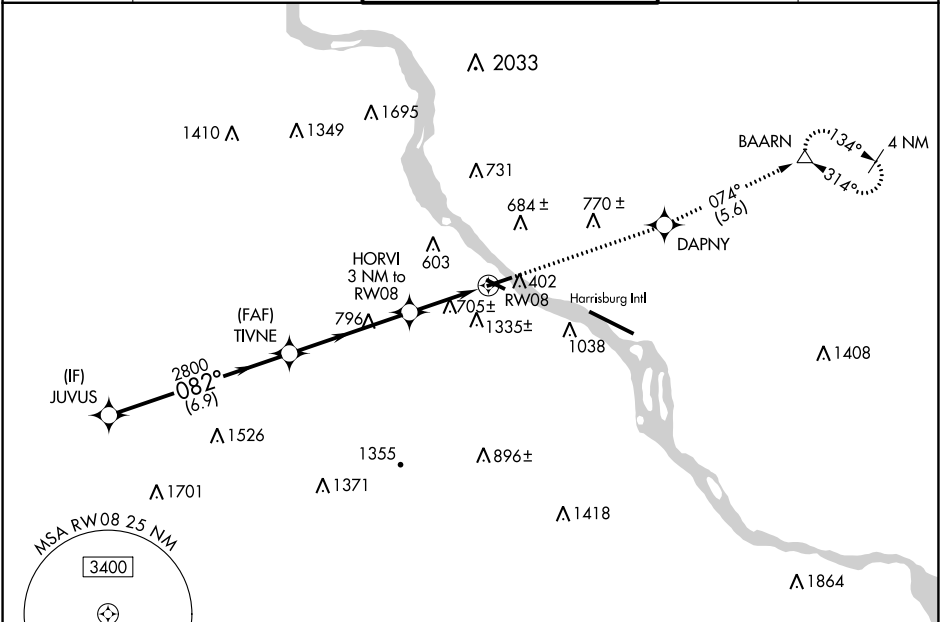 2033
1695
1410
1349
BAARN
134°
4 NM
731
314°
074°
(5.6)
684 ±
770 ±
DAPNY
603
HORVI
3 NM to
RW08
402
RW08
Harrisburg Intl
705±
(FAF)
TIVNE
796
1335±
1038
1408
2800
082°
(6.9)
(IF)
JUVUS
1526
1355
896±
1701
1371
1418
MSA RW08 25 NM
3400
1864